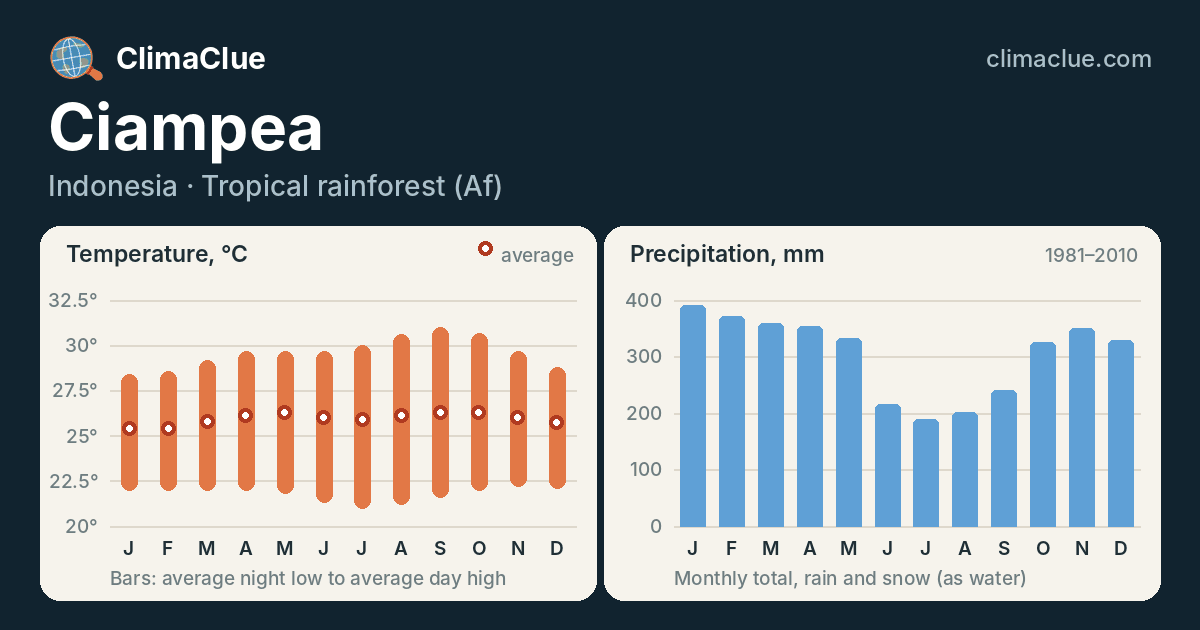 ClimaClue
climaclue.com
Ciampea
Indonesia · Tropical rainforest (Af)
Temperature, °C
average
32.5°
30°
27.5°
25°
22.5°
20°
J F M A M J J A S O N D
Bars: average night low to average day high
Precipitation, mm
1981–2010
400
300
200
100
0
J F M A M J J A S O N D
Monthly total, rain and snow (as water)